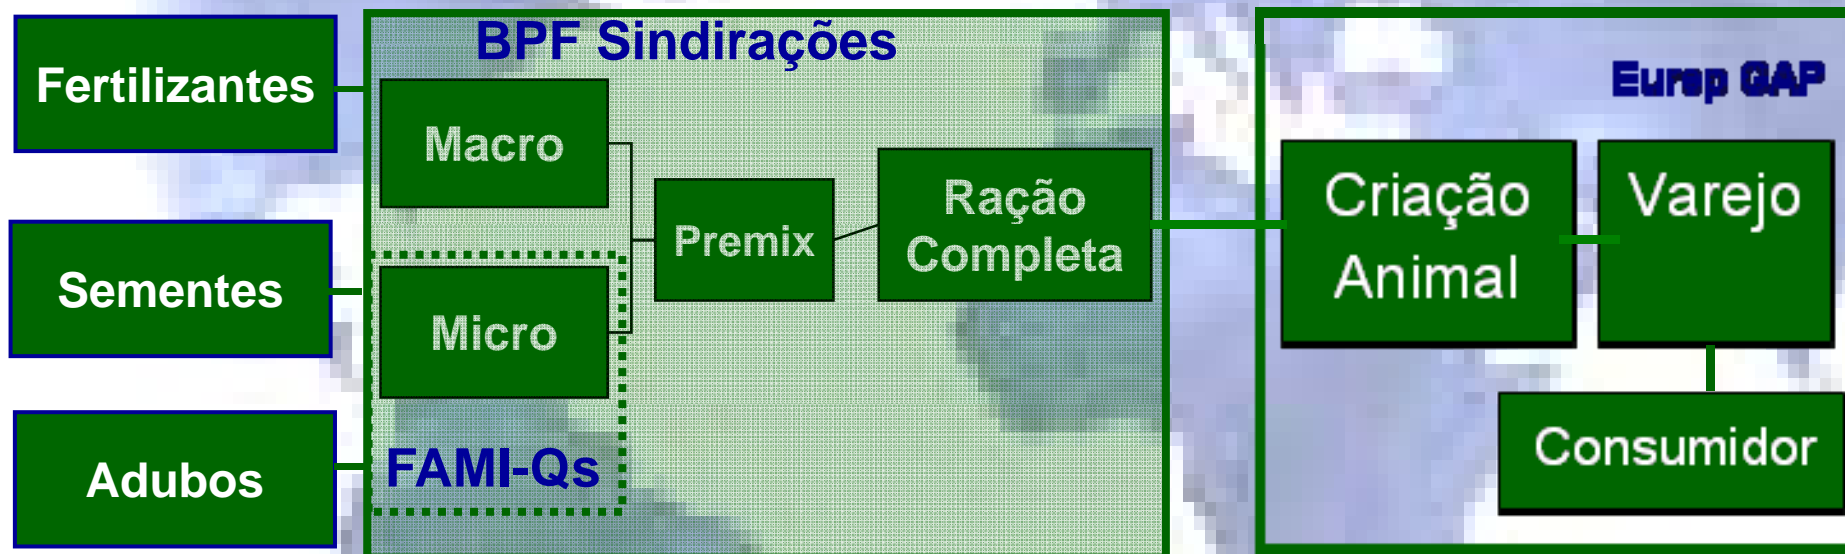 Fertilizantes
Sementes
Adubos
BPF Sindirações
Macro
Micro
FAMI-Qs
Premix
Ração
Completa
Eurep GAP
Criação
Animal
Varejo
Consumidor